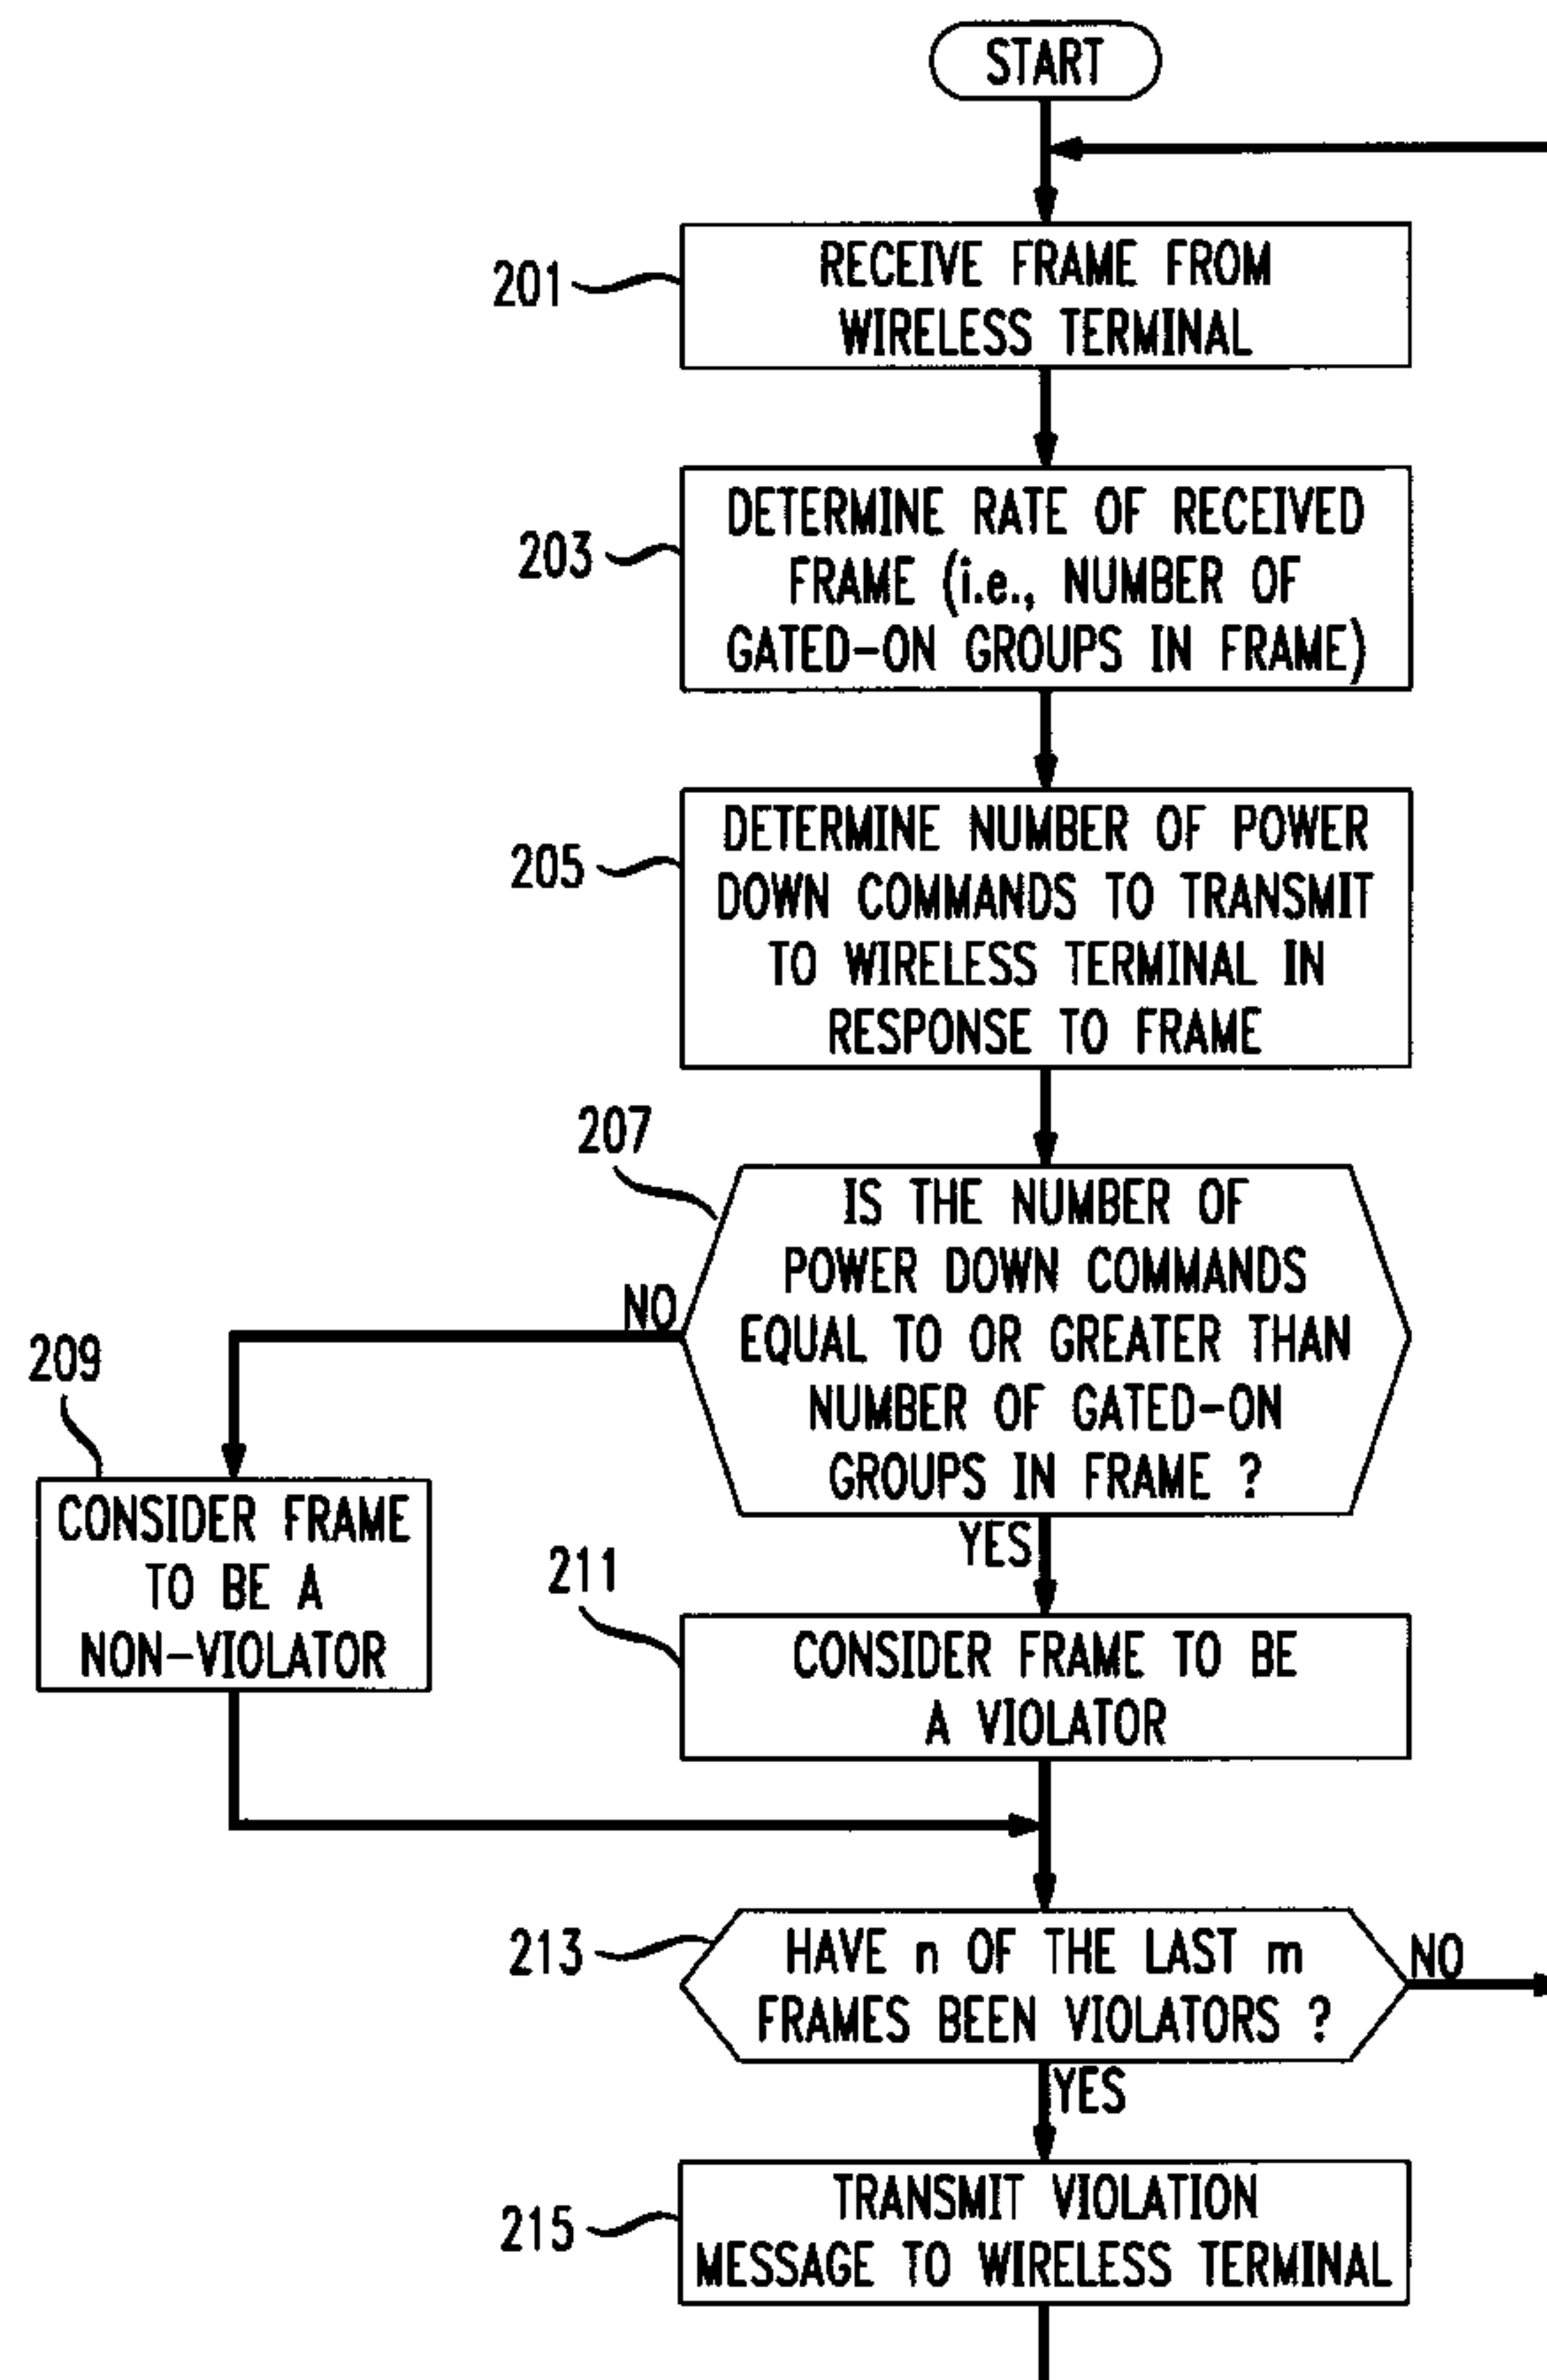 START
201
RECEIVE FRAME FROM
WIRELESS TERMINAL
203
DETERMINE RATE OF RECEIVED
FRAME (i.e., NUMBER OF
GATED-ON GROUPS IN FRAME)
205
DETERMINE NUMBER OF POWER
DOWN COMMANDS TO TRANSMIT
TO WIRELESS TERMINAL IN
RESPONSE TO FRAME
207
IS THE NUMBER OF
POWER DOWN COMMANDS
EQUAL TO OR GREATER THAN
NUMBER OF GATED-ON
GROUPS IN FRAME ?
NO
YES
209
CONSIDER FRAME
TO BE A
NON-VIOLATOR
211
CONSIDER FRAME TO BE
A VIOLATOR
213
HAVE n OF THE LAST m
FRAMES BEEN VIOLATORS ?
NO
YES
215
TRANSMIT VIOLATION
MESSAGE TO WIRELESS TERMINAL